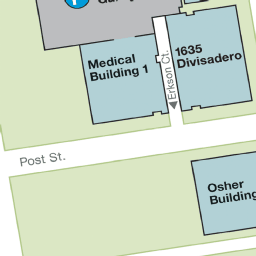 Medical
Building 1
1635
Divisadero
Erkson Ct.
Post St.
Osher
Building